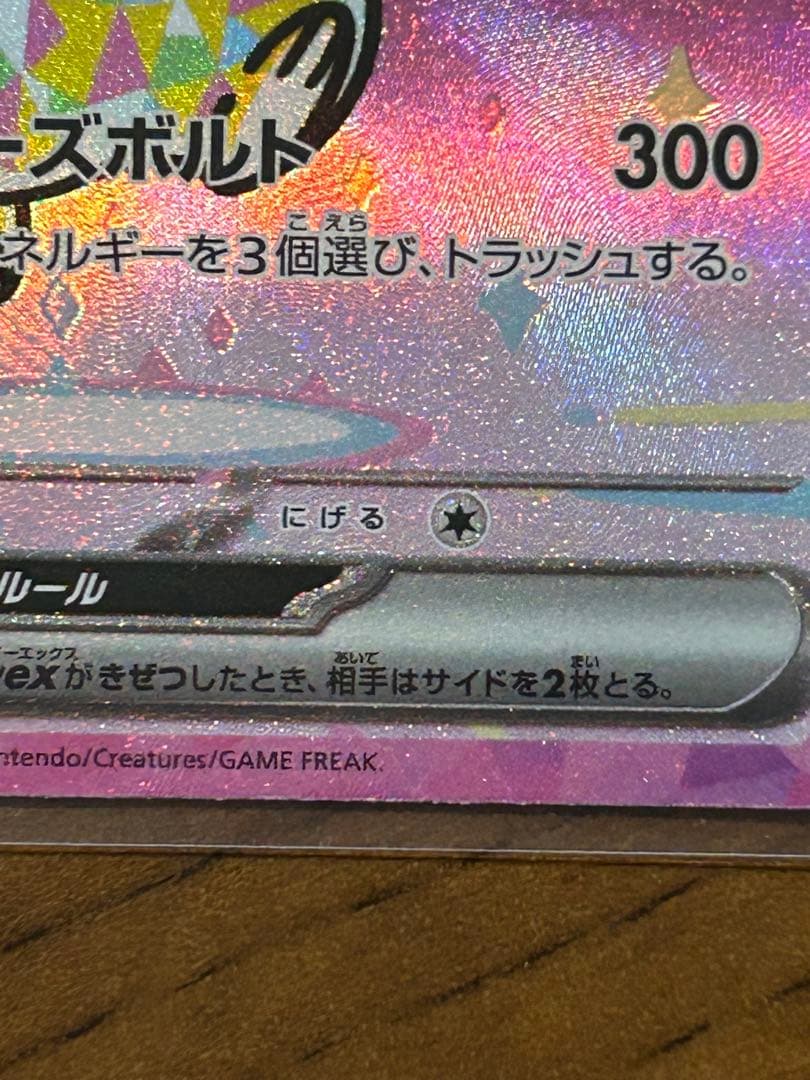 ーズボルト 300
ネルギーを3個選び、トラッシュする。
こ えら
にげる
ルール
ーエックス
あいて
まい
exがきぜつしたとき、相手はサイドを2枚とる。
ntendo/Creatures/GAME FREAK.